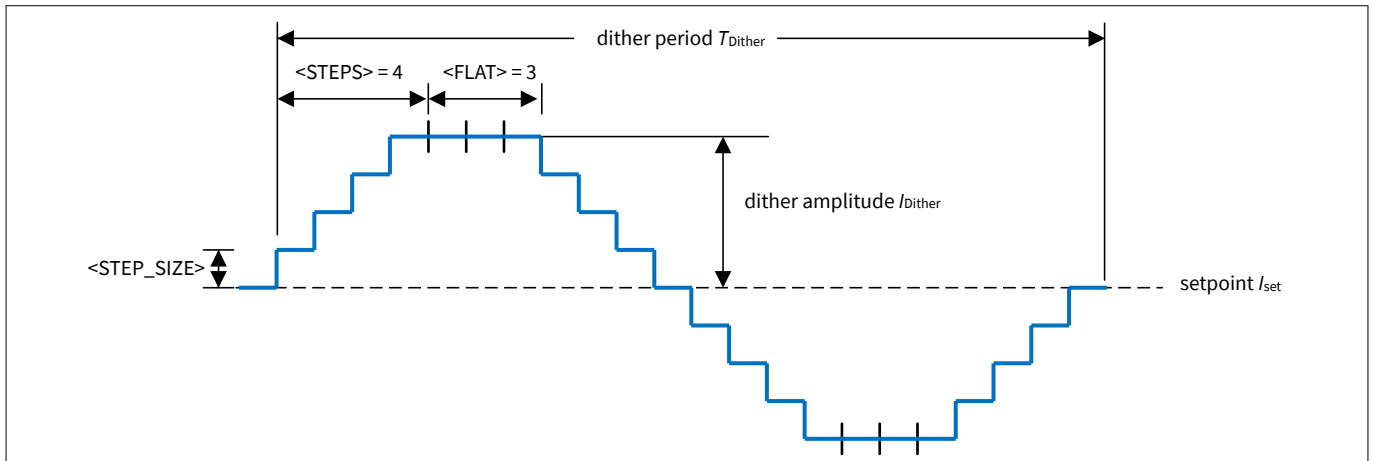 dither period TDither
<STEPS> = 4
<FLAT> = 3
dither amplitude IDither
<STEP_SIZE>
setpoint Iset